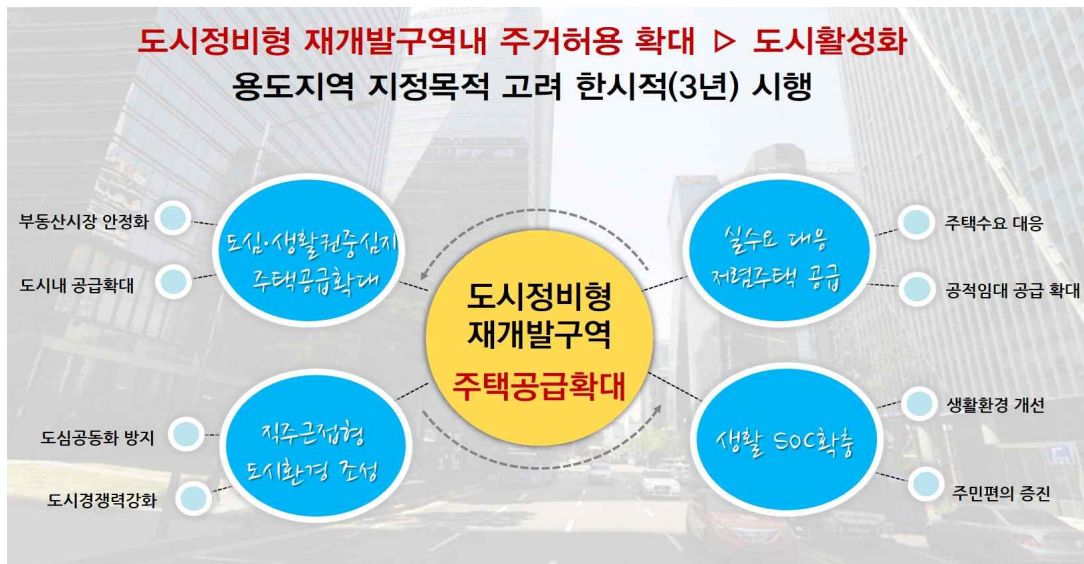 도시정비형 재개발구역내 주거허용 확대 ▷ 도시활성화
용도지역 지정목적 고려 한시적(3년) 시행
부동산시장 안정화
도시내 공급확대
도심·생활권중심지
주택공급확대
도심공동화 방지
도시경쟁력강화
직주근접형
도시환경 조성
도시정비형
재개발구역
주택공급확대
실수요 대응
저렴주택 공급
주택수요 대응
공적임대 공급 확대
생활 SOC확충
생활환경 개선
주민편의 증진